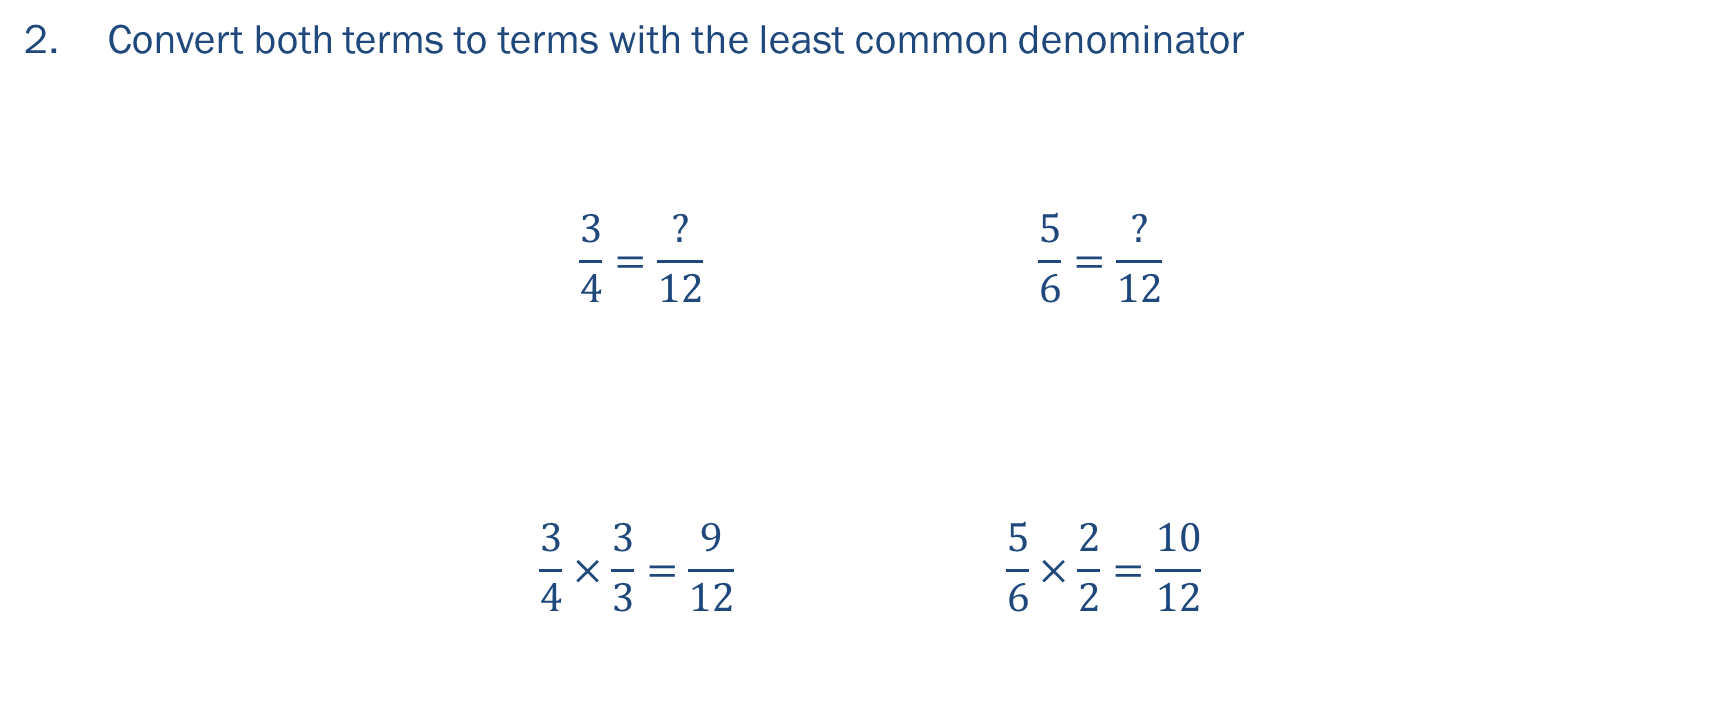 2. Convert both terms to terms with the least common denominator
3/4 = ?/12
5/6 = ?/12
3/4 × 3/3 = 9/12
5/6 × 2/2 = 10/12